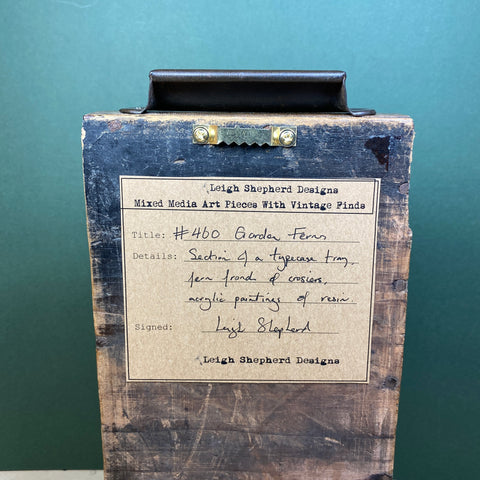 Leigh Shepherd Designs
Mixed Media Art Pieces With Vintage Finds
Title: #460 Garden Ferns
Details: Section of a typecase tray,
fern frond & crosiers,
acrylic paintings & resin.
Signed: Leigh Shepherd
Leigh Shepherd Designs